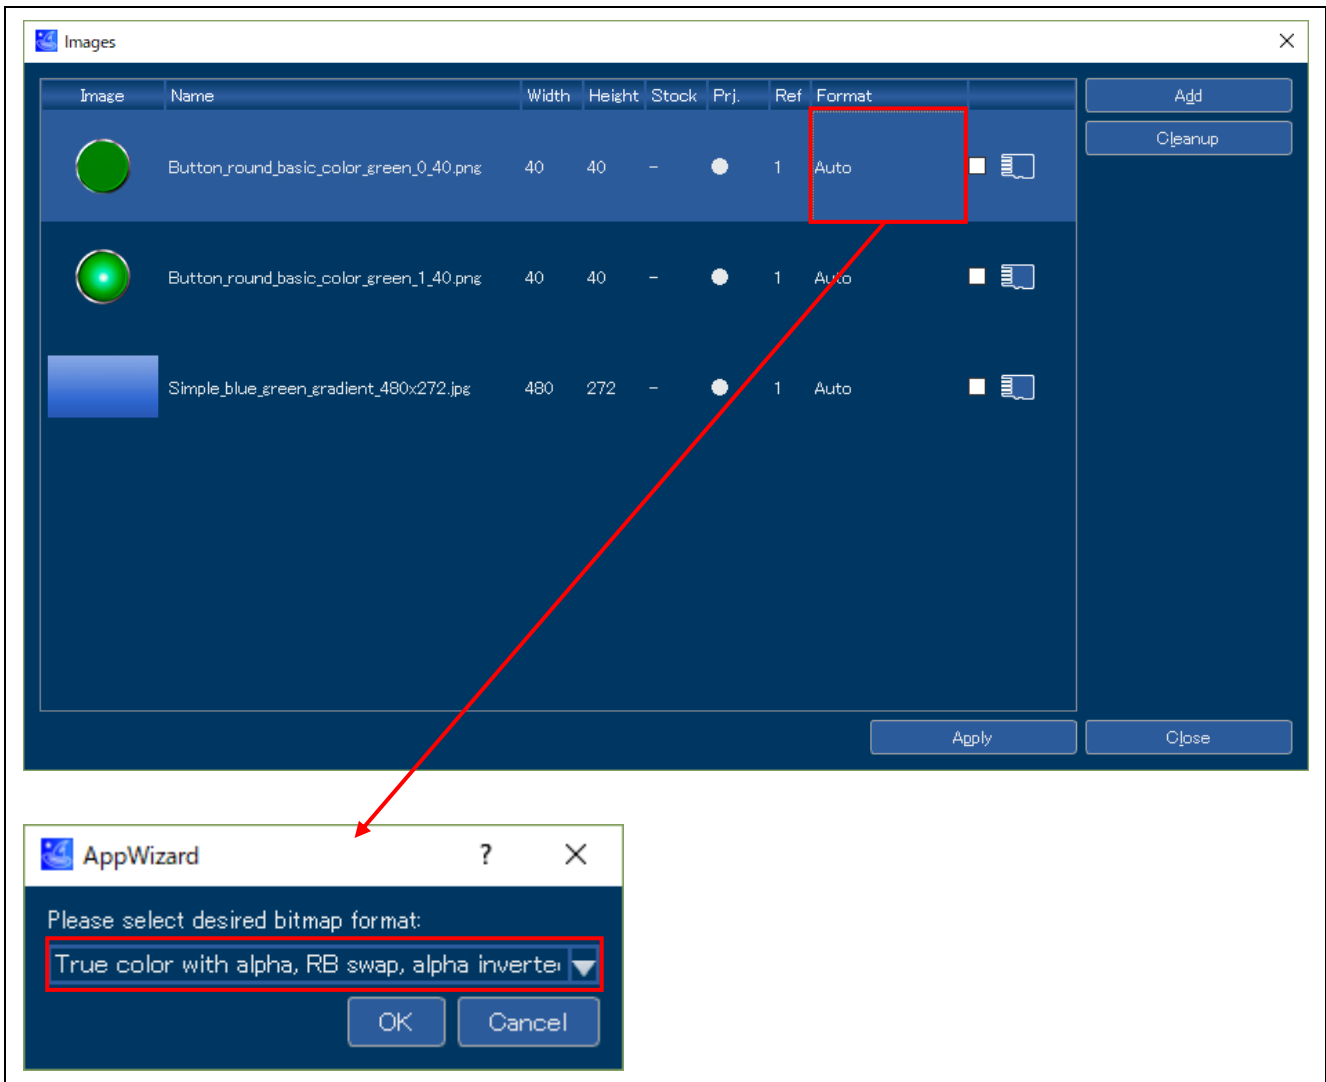 Images
Image Name Width Height Stock Prj. Ref Format
Add
Cleanup
Button_round_basic_color_green_0_40.png 40 40 - 1 Auto
Button_round_basic_color_green_1_40.png 40 40 - 1 Auto
Simple_blue_green_gradient_480x272.jpg 480 272 - 1 Auto
Apply Close
AppWizard ?
Please select desired bitmap format:
True color with alpha, RB swap, alpha inverte
OK Cancel